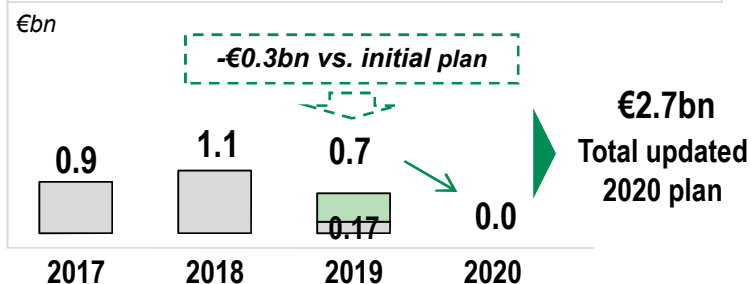 €bn
-€0.3bn vs. initial plan
0.9
1.1
0.7
0.17
0.0
€2.7bn
Total updated
2020 plan
2017
2018
2019
2020